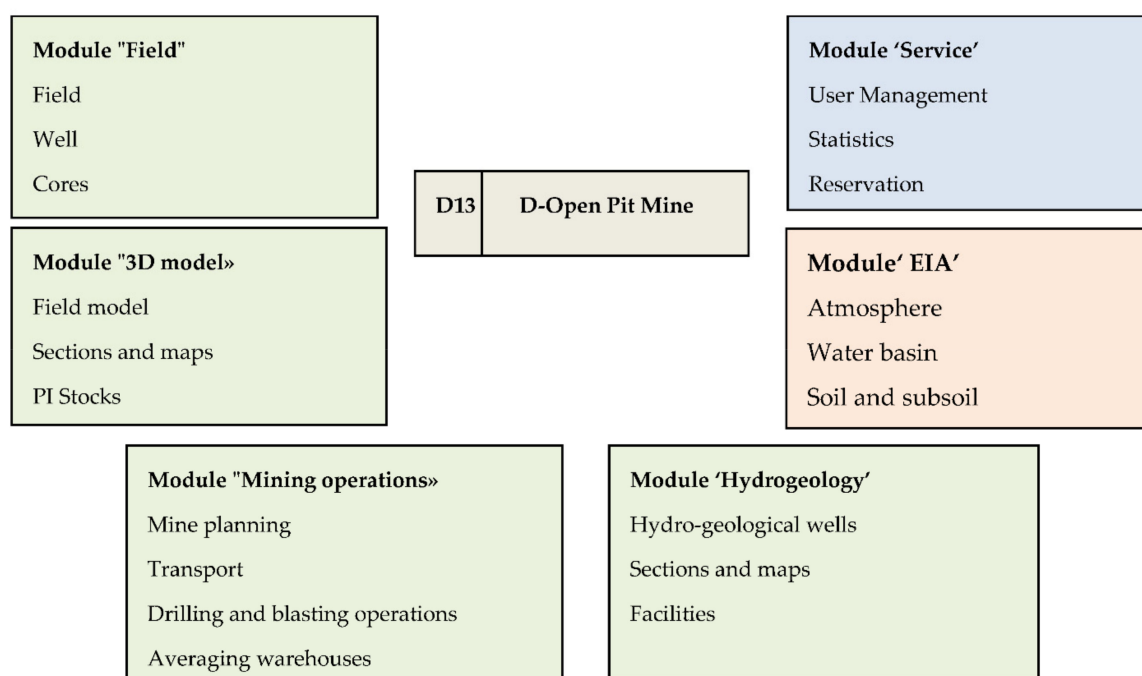 Module "Field"
Field
Well
Cores
Module ‘Service’
User Management
Statistics
Reservation
D13 D-Open Pit Mine
Module "3D model»
Field model
Sections and maps
PI Stocks
Module‘ EIA’
Atmosphere
Water basin
Soil and subsoil
Module "Mining operations»
Mine planning
Transport
Drilling and blasting operations
Averaging warehouses
Module ‘Hydrogeology’
Hydro-geological wells
Sections and maps
Facilities